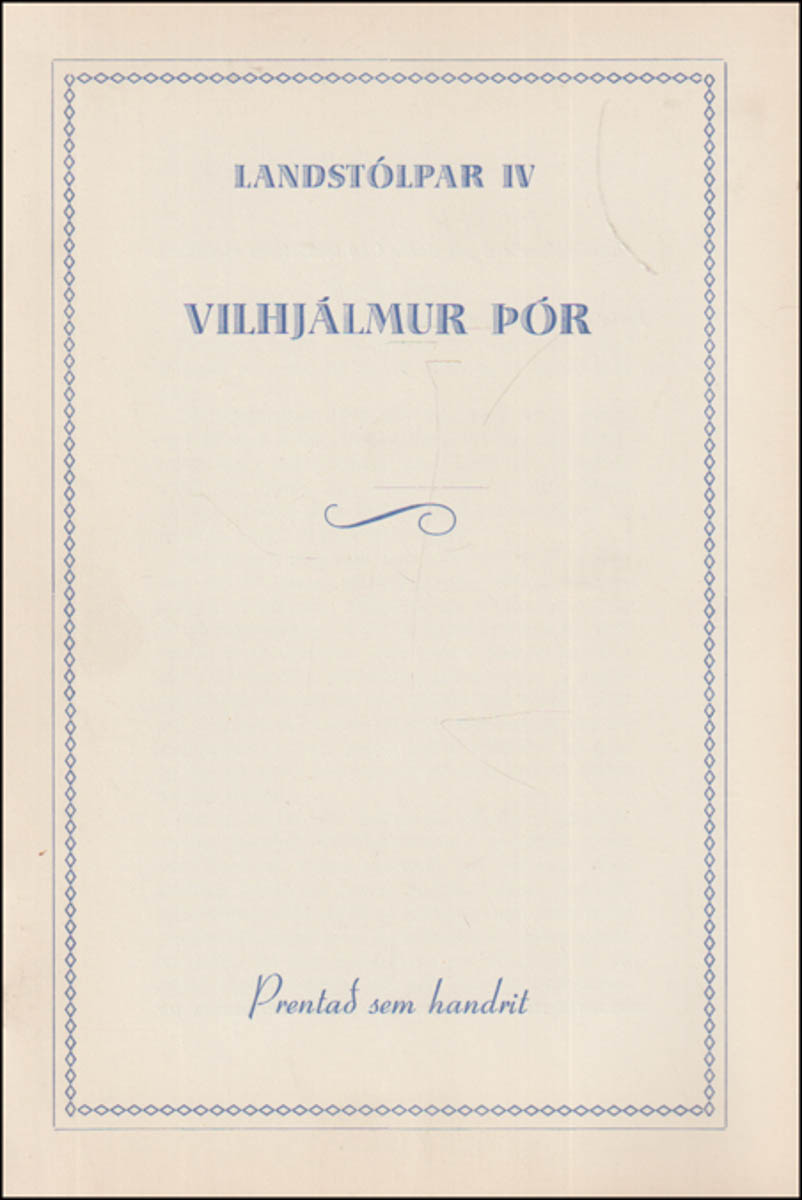 LANDSTÓLPAR IV
VILHJÁLMUR ÞÓR
Prentað sem handrit